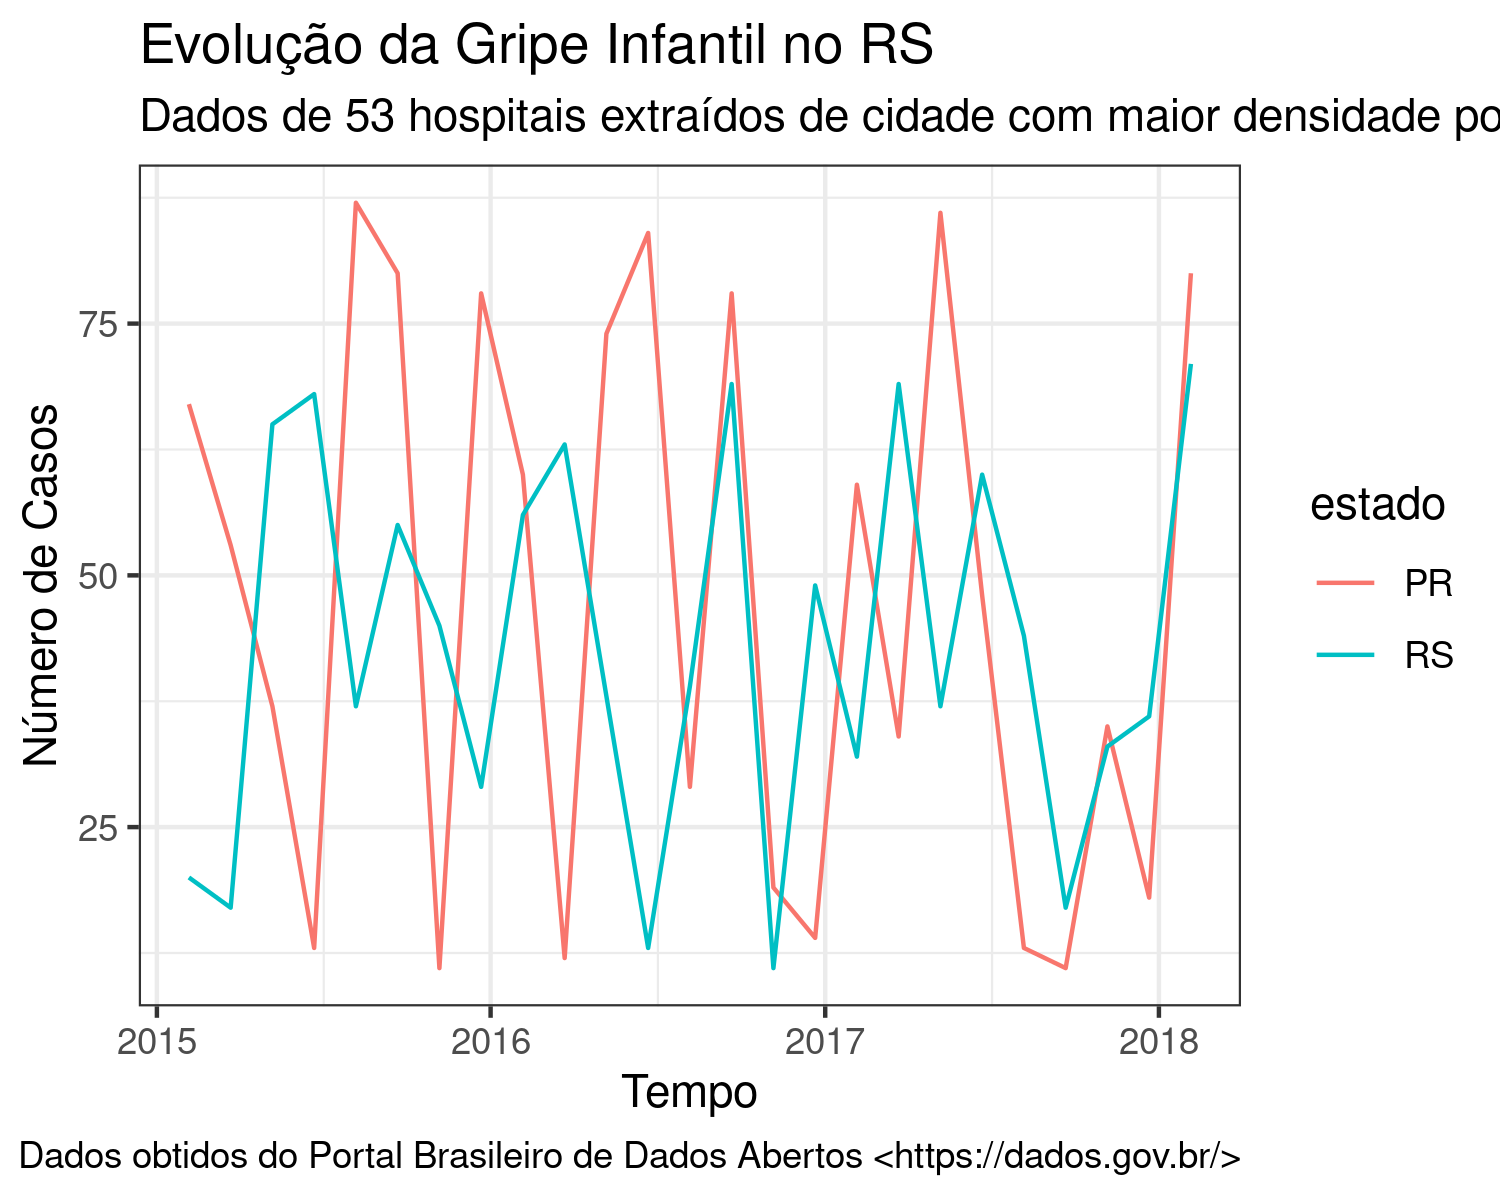 Evolução da Gripe Infantil no RS
Dados de 53 hospitais extraídos de cidade com maior densidade po
Número de Casos
75
50
25
2015
2016
2017
2018
Tempo
estado
PR
RS
Dados obtidos do Portal Brasileiro de Dados Abertos <https://dados.gov.br/>